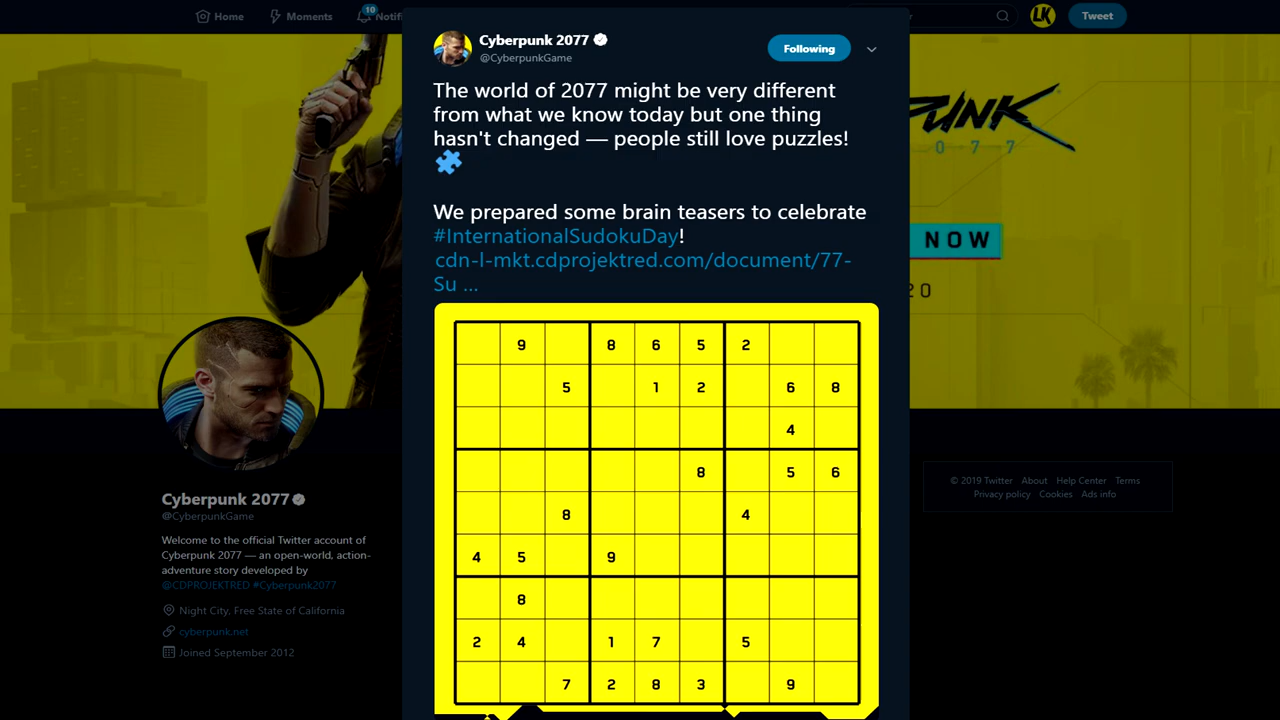 Home
Moments
10
Notifi
LK
Tweet
Cyberpunk 2077
@CyberpunkGame
Following
The world of 2077 might be very different
from what we know today but one thing
hasn't changed — people still love puzzles!
We prepared some brain teasers to celebrate
#InternationalSudokuDay!
cdn-l-mkt.cdprojektred.com/document/77-
Su ...
9 8 6 5 2
5 1 2 6 8
4
8 5 6
8 4
4 5 9
8
2 4 1 7 5
7 2 8 3 9
PUNK
077
NOW
20
Cyberpunk 2077
@CyberpunkGame
Welcome to the official Twitter account of
Cyberpunk 2077 — an open-world, action-
adventure story developed by
@CDPROJEKTRED #Cyberpunk2077
Night City, Free State of California
cyberpunk.net
Joined September 2012
© 2019 Twitter About Help Center Terms
Privacy policy Cookies Ads info